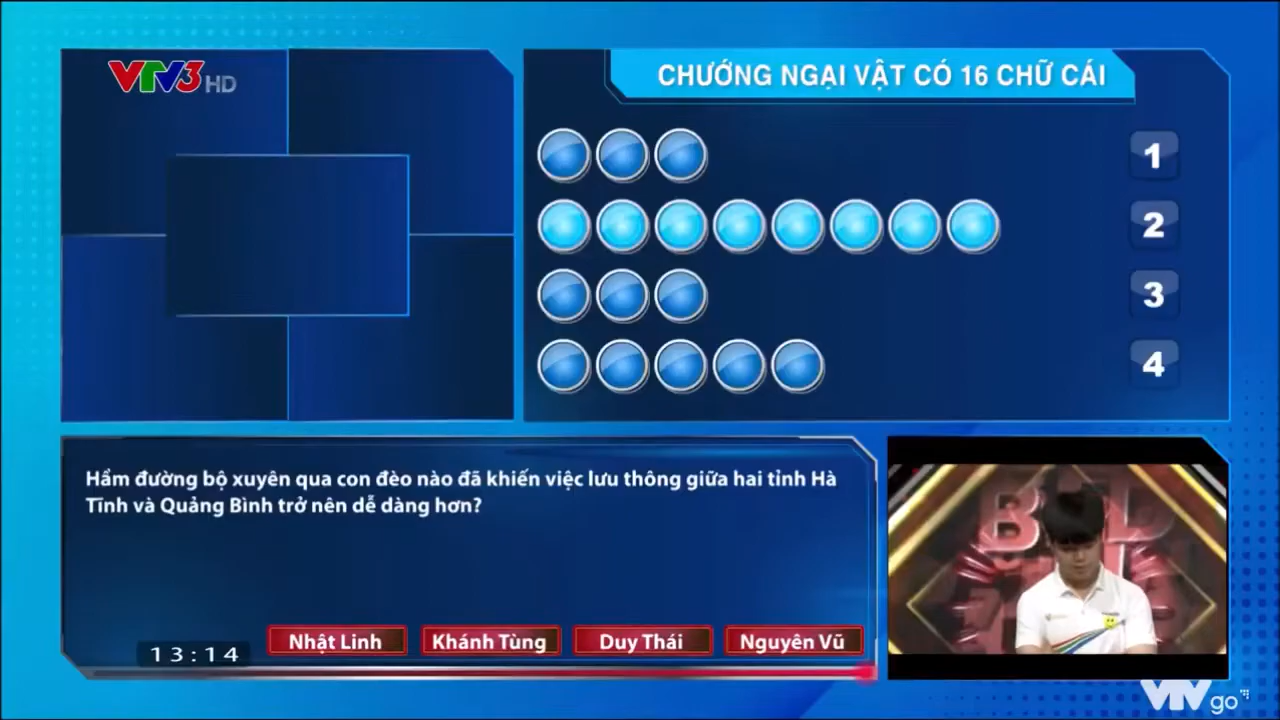 VTV3 HD
CHƯỚNG NGẠI VẬT CÓ 16 CHỮ CÁI
1
2
3
4
Hầm đường bộ xuyên qua con đèo nào đã khiến việc lưu thông giữa hai tỉnh Hà
Tĩnh và Quảng Bình trở nên dễ dàng hơn?
13:14
Nhật Linh
Khánh Tùng
Duy Thái
Nguyên Vũ
VTV go